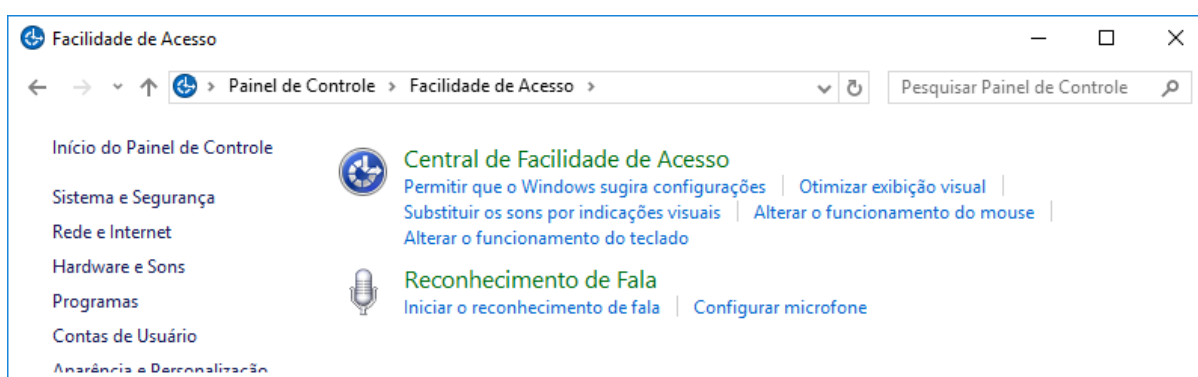 Facilidade de Acesso
Painel de Controle > Facilidade de Acesso >
Pesquisar Painel de Controle
Início do Painel de Controle
Sistema e Segurança
Rede e Internet
Hardware e Sons
Programas
Contas de Usuário
Aparência e Personalização
Central de Facilidade de Acesso
Permitir que o Windows sugira configurações | Otimizar exibição visual |
Substituir os sons por indicações visuais | Alterar o funcionamento do mouse |
Alterar o funcionamento do teclado
Reconhecimento de Fala
Iniciar o reconhecimento de fala | Configurar microfone